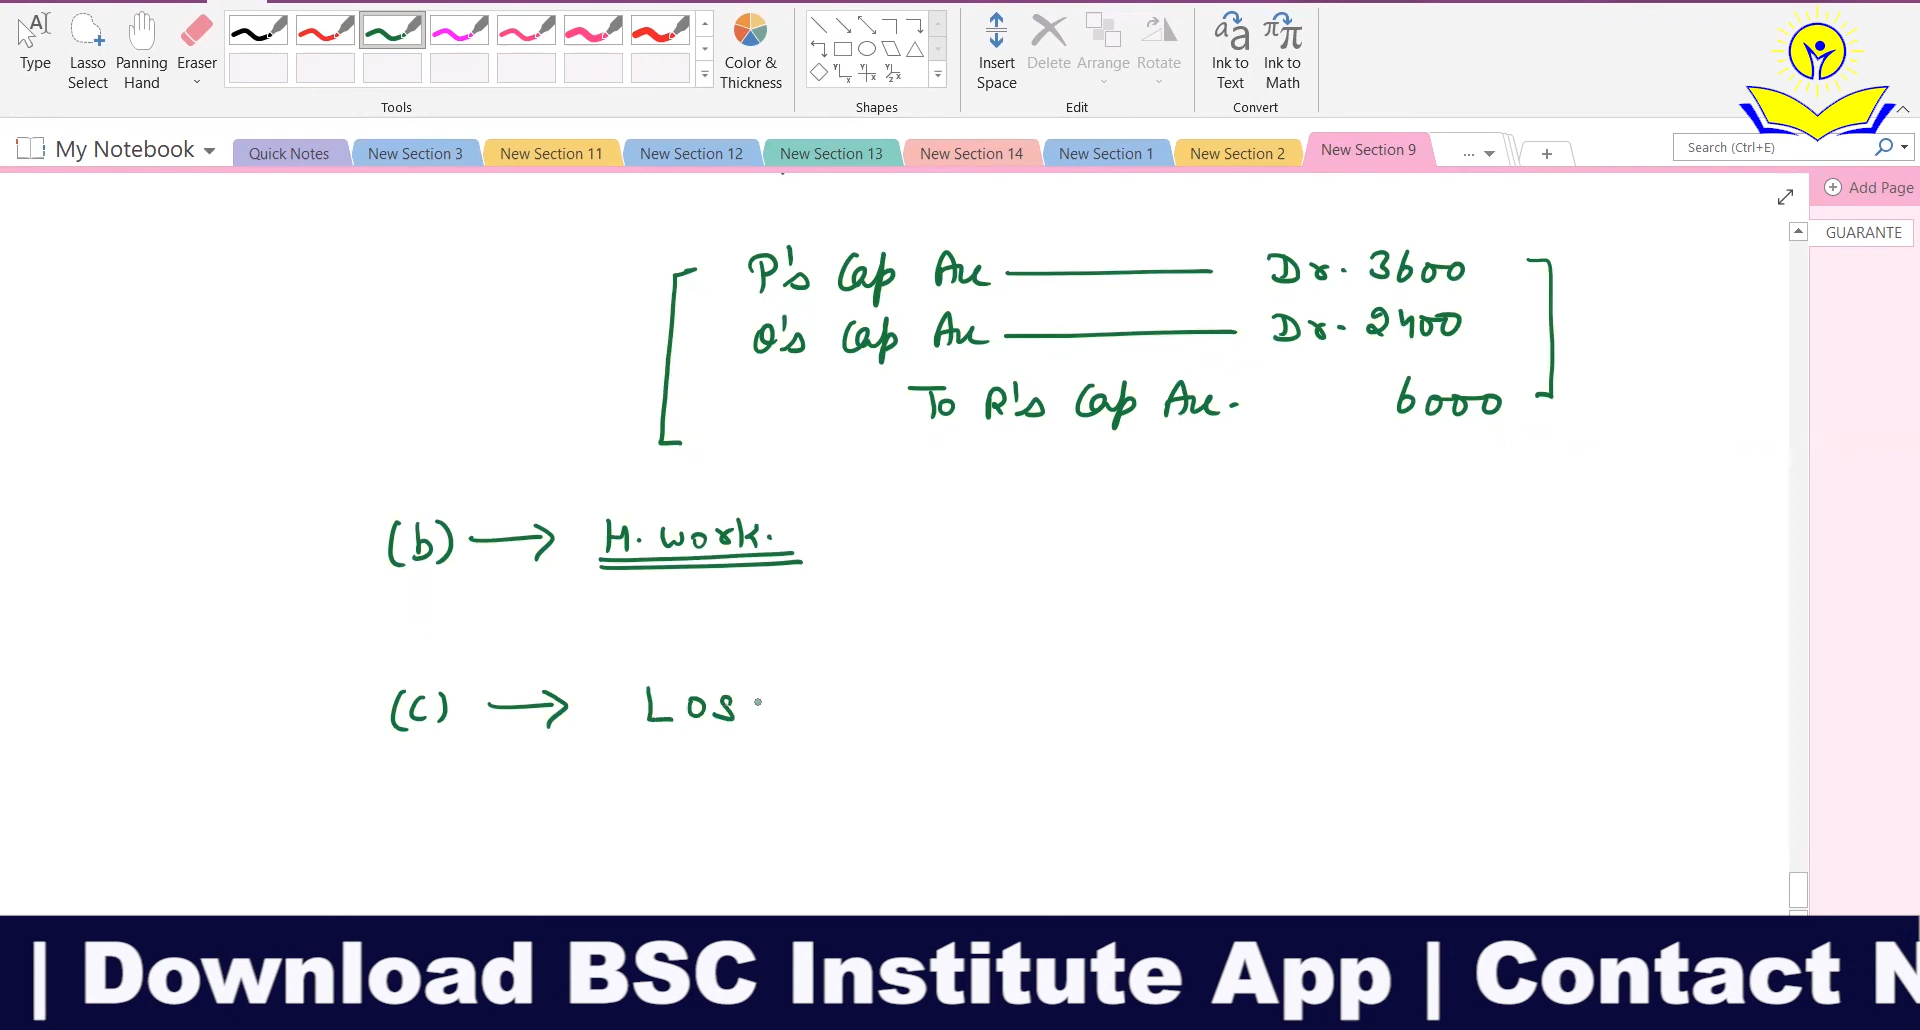 Type
Lasso Select
Panning Hand
Eraser
Color & Thickness
Insert Space
Delete
Arrange
Rotate
Ink to Text
Ink to Math
Tools
Shapes
Edit
Convert
My Notebook
Quick Notes
New Section 3
New Section 11
New Section 12
New Section 13
New Section 14
New Section 1
New Section 2
New Section 9
...
Search (Ctrl+E)
Add Page
GUARANTE
P's Cap A/c Dr. 3600
Q's Cap A/c Dr. 2400
To R's Cap A/c. 6000
(b) → H. work.
(c) → Los
| Download BSC Institute App | Contact N